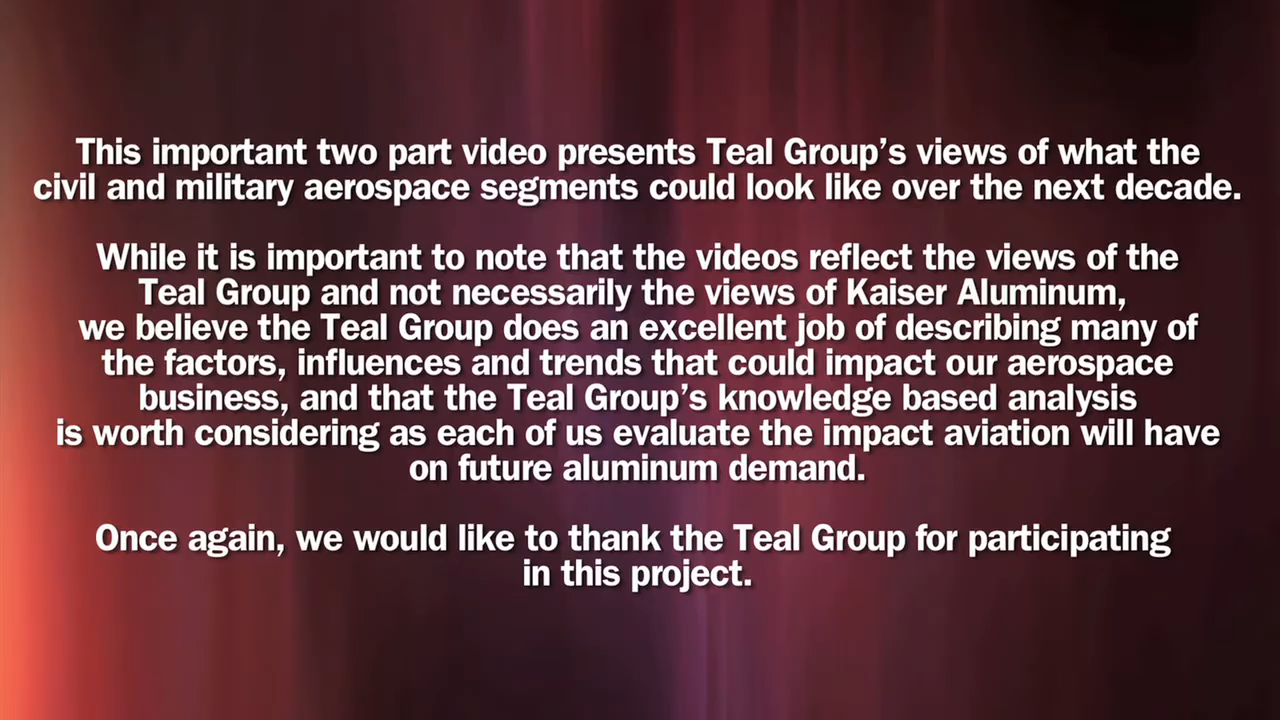 This important two part video presents Teal Group’s views of what the
civil and military aerospace segments could look like over the next decade.
While it is important to note that the videos reflect the views of the
Teal Group and not necessarily the views of Kaiser Aluminum,
we believe the Teal Group does an excellent job of describing many of
the factors, influences and trends that could impact our aerospace
business, and that the Teal Group’s knowledge based analysis
is worth considering as each of us evaluate the impact aviation will have
on future aluminum demand.
Once again, we would like to thank the Teal Group for participating
in this project.